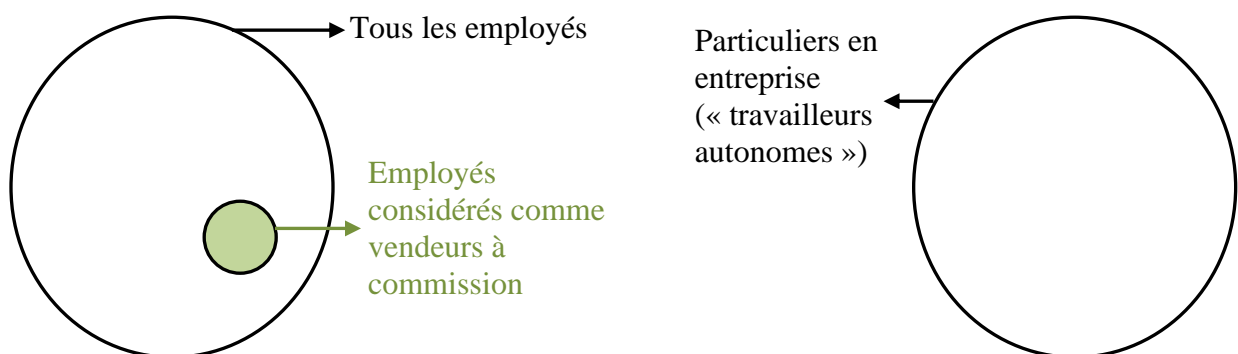 Tous les employés
Particuliers en
entreprise
(« travailleurs
autonomes »)
Employés
considérés comme
vendeurs à
commission